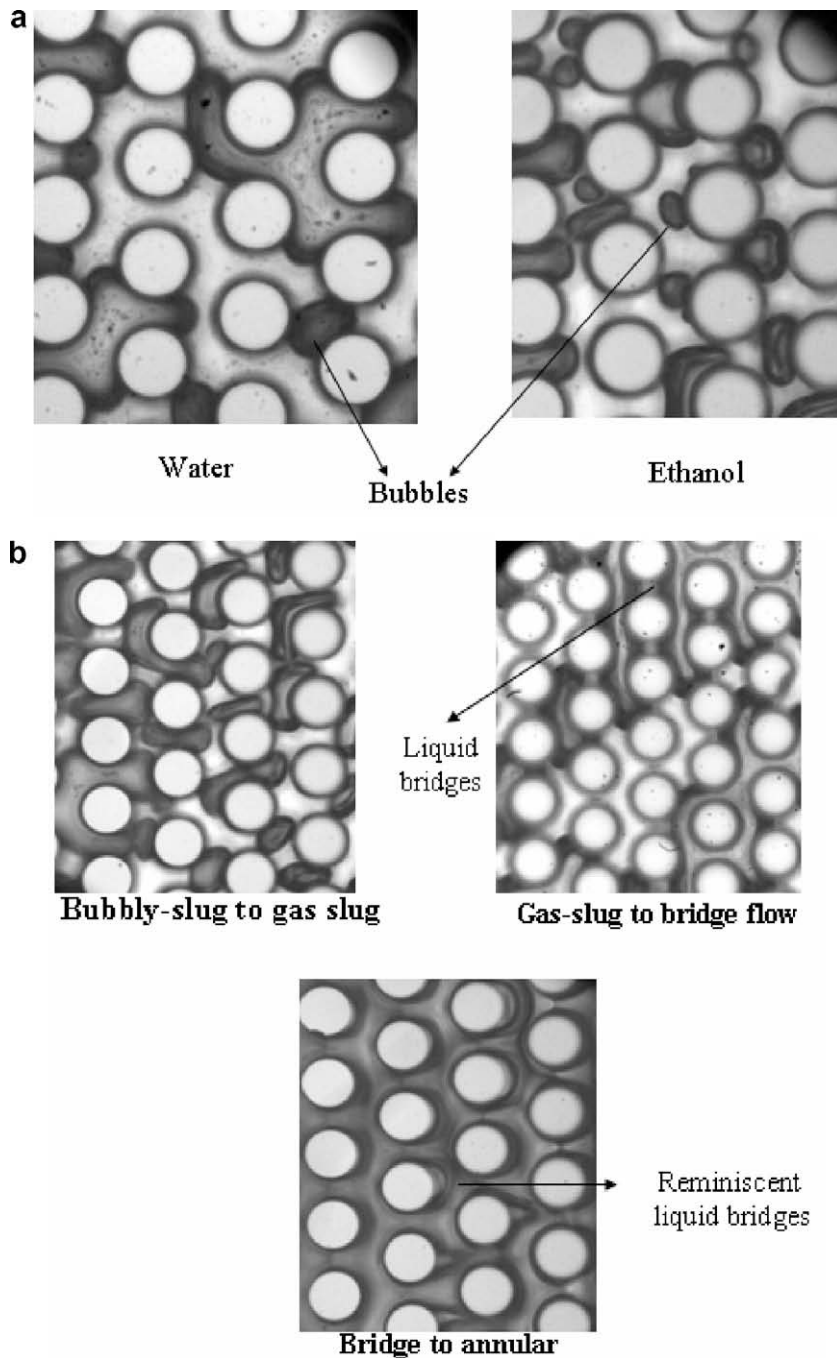 a
Water
Bubbles
Ethanol
b
Liquid
bridges
Bubbly-slug to gas slug
Gas-slug to bridge flow
Reminiscent
liquid bridges
Bridge to annular